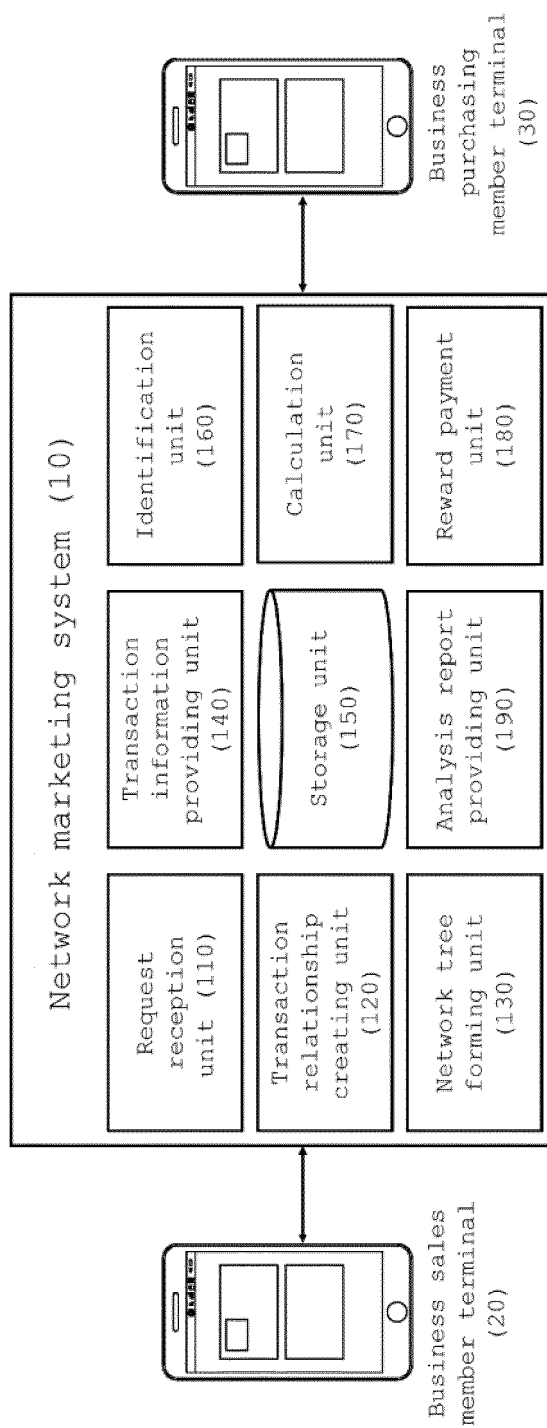 Network marketing system (10)
Request
reception
unit (110)
Transaction
information
providing unit
(140)
Identification
unit
(160)
Transaction
relationship
creating unit
(120)
Storage unit
(150)
Calculation
unit
(170)
Network tree
forming unit
(130)
Analysis report
providing unit
(190)
Reward payment
unit
(180)
Business sales
member terminal
(20)
Business
purchasing
member terminal
(30)